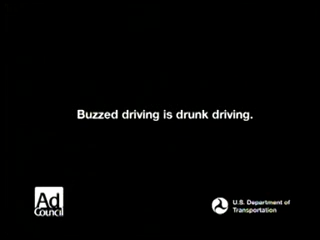 Buzzed driving is drunk driving.
Ad
Council
U.S. Department of
Transportation